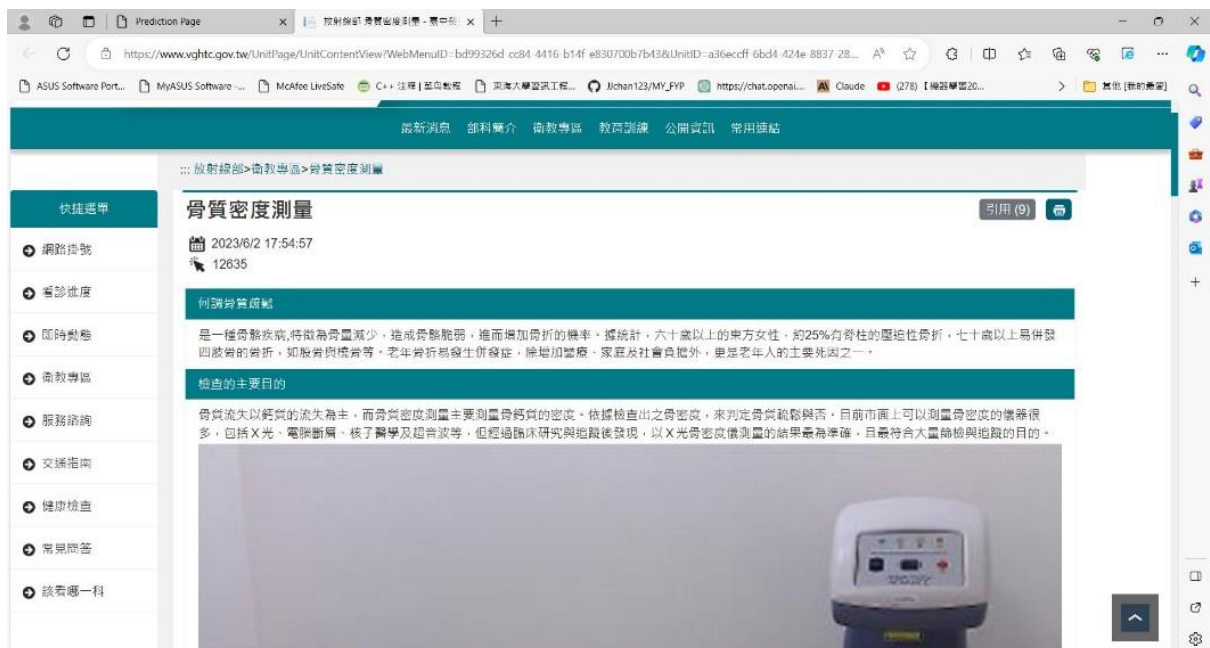 Prediction Page
放射線部-骨質密度測量 - 臺中榮
https://www.vghtc.gov.tw/UnitPage/UnitContentView?WebMenuID=bd99326d-cc84-4416-b14f-e830700b7b43&UnitID=a36eccff-6bd4-424e-8837-28...
ASUS Software Port... MyASUS Software -... McAfee LiveSafe C++ 注釋 | 菜鸟教程 東海大學資訊工程... JIchan123/MY_FYP https://chat.openai... Claude (278)【機器學習20... 其他 [我的最愛]
最新消息 部科簡介 衛教專區 教育訓練 公開資訊 常用連結
::: 放射線部>衛教專區>骨質密度測量
快捷選單
網路掛號
看診進度
即時動態
衛教專區
服務諮詢
交通指南
健康檢查
常見問答
該看哪一科
骨質密度測量
引用 (9)
2023/6/2 17:54:57
12635
何謂骨質疏鬆
是一種骨骼疾病,特徵為骨量減少,造成骨骼脆弱,進而增加骨折的機率。據統計,六十歲以上的東方女性,約25%有脊柱的壓迫性骨折,七十歲以上易併發
四肢骨的骨折,如股骨與橈骨等。老年骨折易發生併發症,除增加醫療、家庭及社會負擔外,更是老年人的主要死因之一。
檢查的主要目的
骨質流失以鈣質的流失為主,而骨質密度測量主要測量骨鈣質的密度。依據檢查出之骨密度,來判定骨質疏鬆與否。目前市面上可以測量骨密度的儀器很
多,包括X光、電腦斷層、核子醫學及超音波等,但經過臨床研究與追蹤後發現,以X光骨密度儀測量的結果最為準確,且最符合大量篩檢與追蹤的目的。